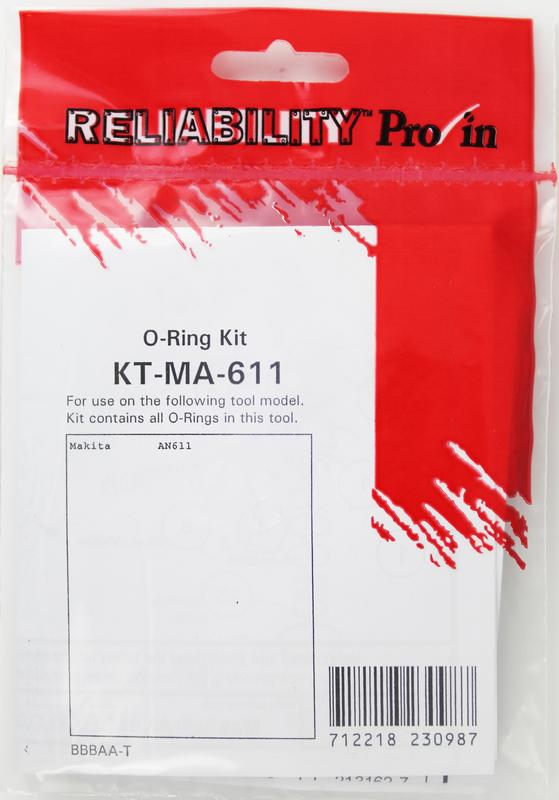 RELIABILITY™ Pro✓in
O-Ring Kit
KT-MA-611
For use on the following tool model.
Kit contains all O-Rings in this tool.
Makita AN611
BBBAA-T
712218 230987